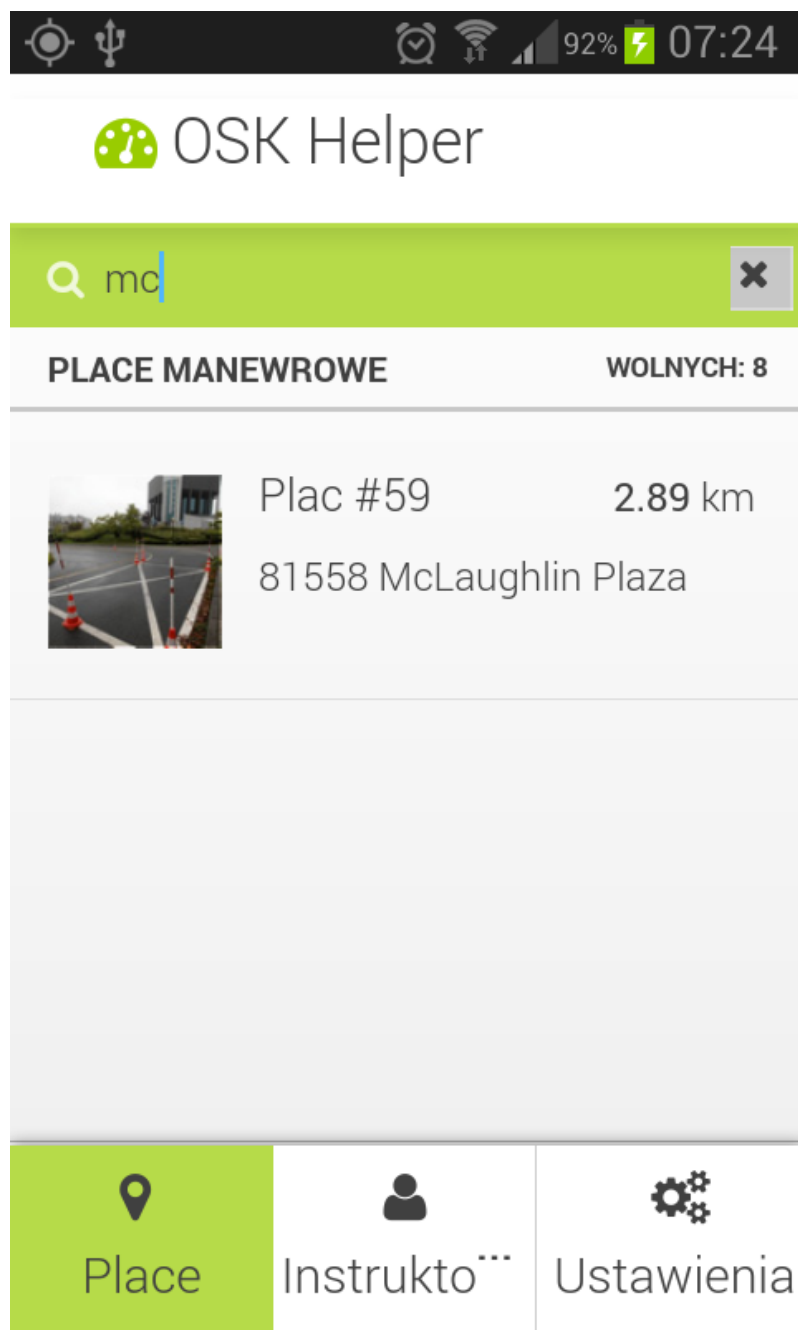 92% 07:24
OSK Helper
mc
PLACE MANEWROWE WOLNYCH: 8
Plac #59 2.89 km
81558 McLaughlin Plaza
Place Instrukto... Ustawienia